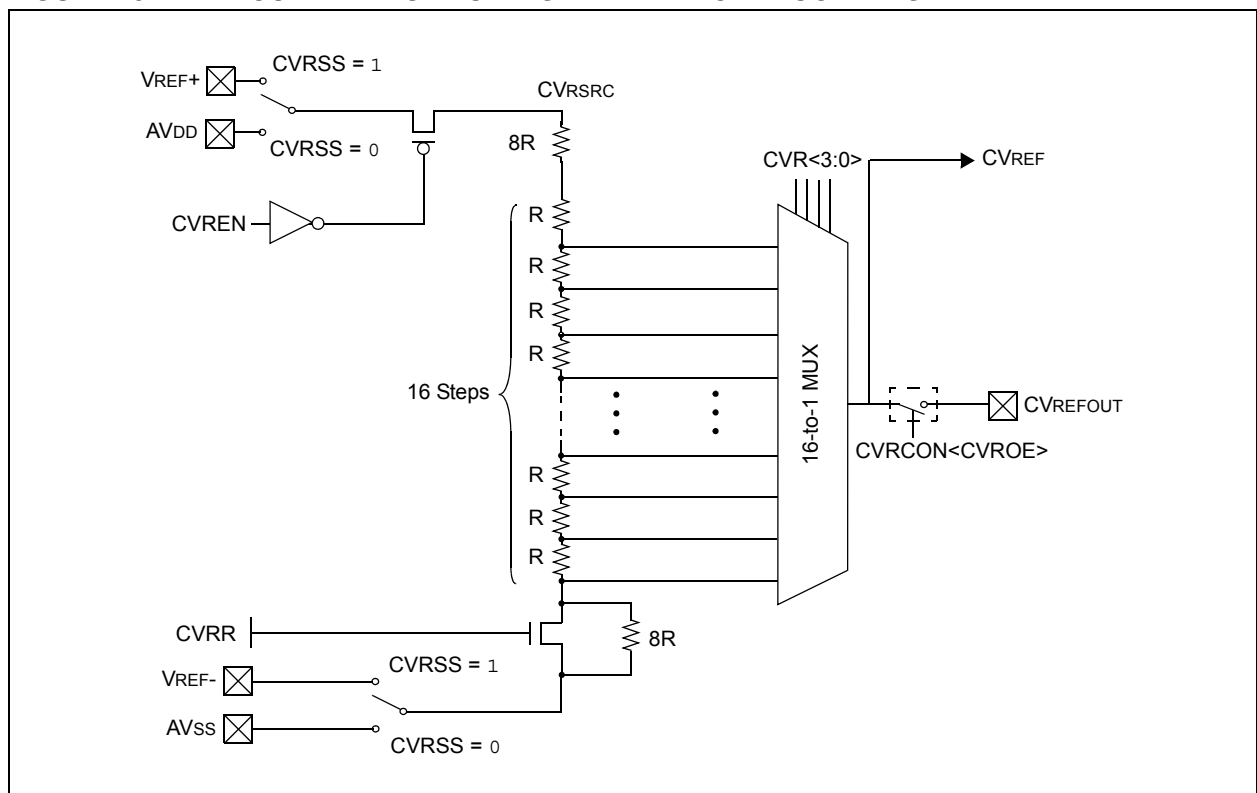 VREF+
CVRSS = 1
AVDD
CVRSS = 0
CVRSRC
8R
CVREN
R
R
R
R
16 Steps
R
R
R
CVR<3:0>
CVREF
16-to-1 MUX
CVREFOUT
CVRCON<CVROE>
CVRR
8R
VREF-
CVRSS = 1
AVSS
CVRSS = 0